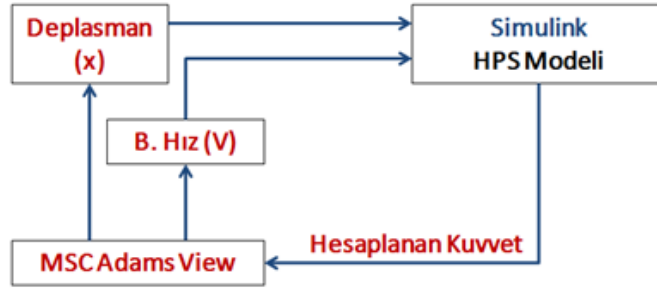 Deplasman
(x)
Simulink
HPS Modeli
B. Hız (V)
Hesaplanan Kuvvet
MSC Adams View